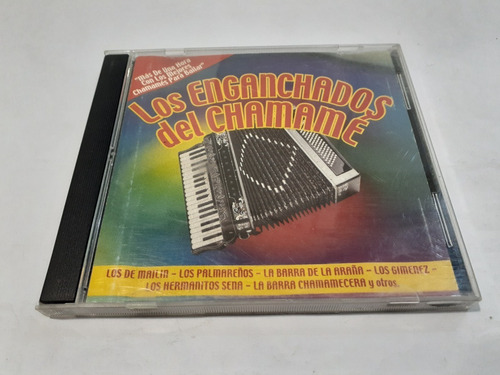 "Más De Una Hora
Con Los Mejores
Chamamés Para Bailar"
Los ENGANCHADOS
del CHAMAMÉ
LOS DE MAILIN – LOS PALMAREÑOS – LA BARRA DE LA ARAÑA – LOS GIMENEZ –
LOS HERMANITOS SENA – LA BARRA CHAMAMECERA y otros.